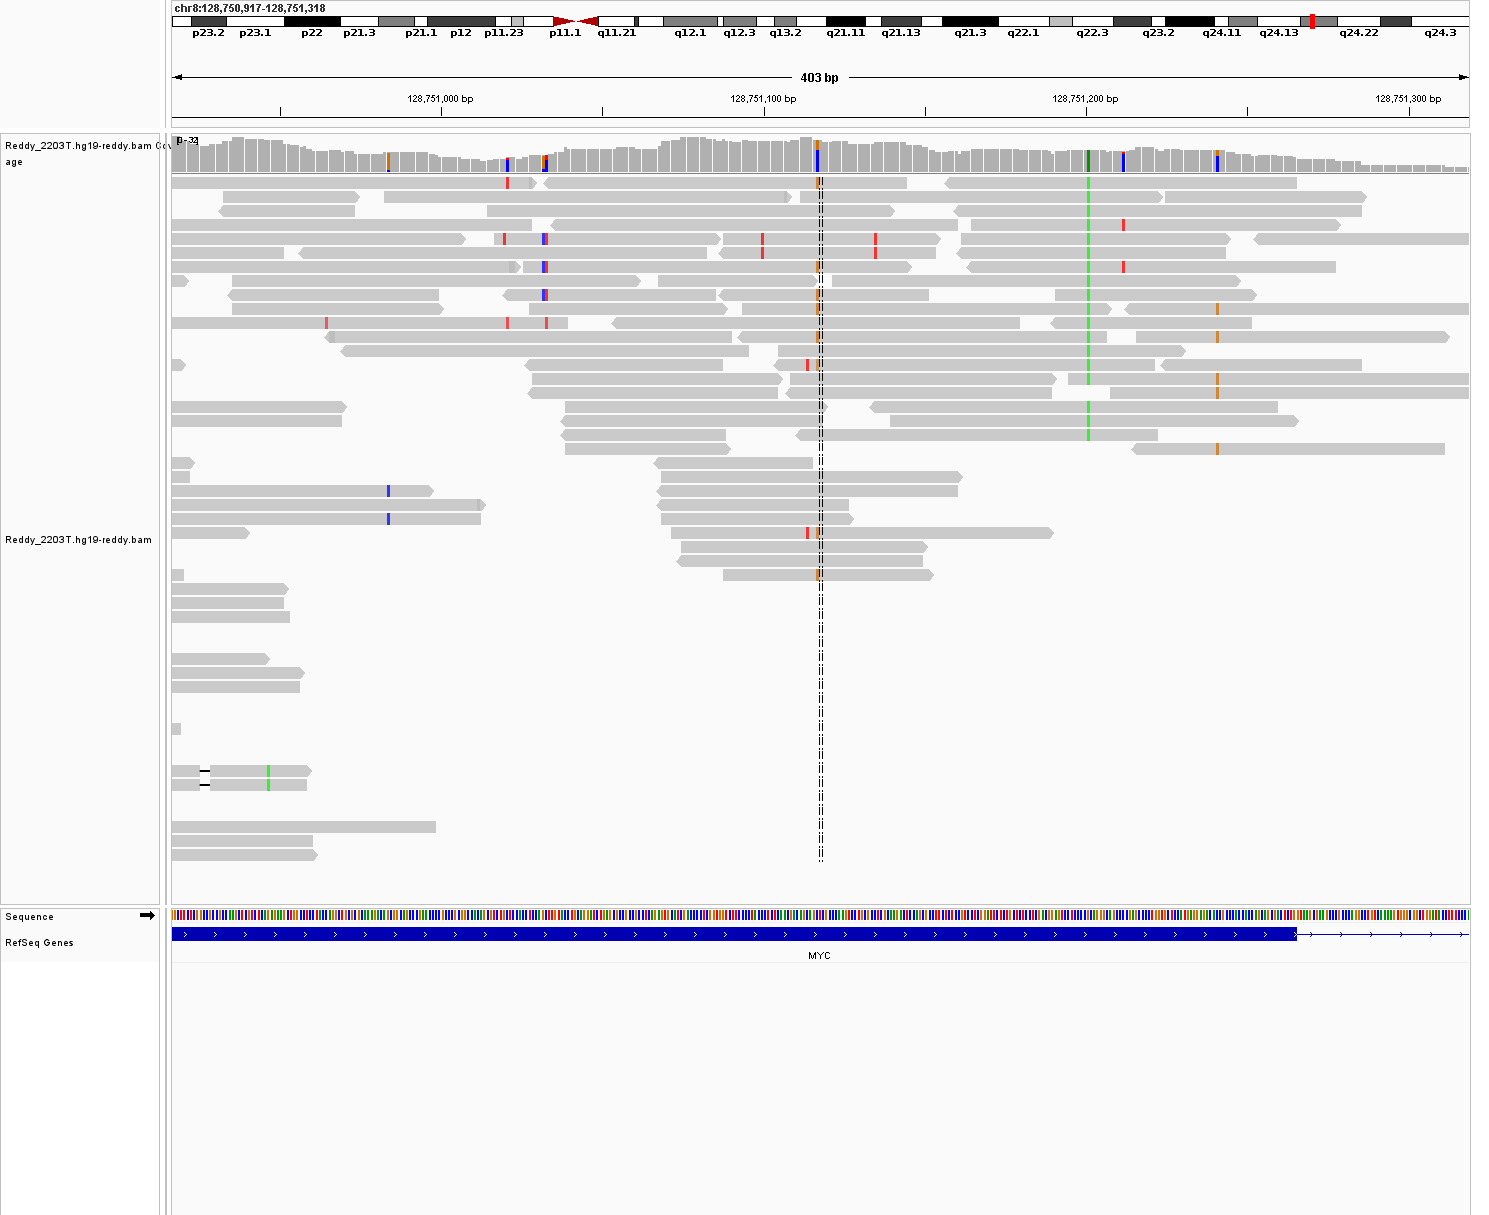 chr8:128,750,917-128,751,318
p23.2 p23.1 p22 p21.3 p21.1 p12 p11.23 p11.1 q11.21 q12.1 q12.3 q13.2 q21.11 q21.13 q21.3 q22.1 q22.3 q23.2 q24.11 q24.13 q24.22 q24.3
403 bp
128,751,000 bp 128,751,100 bp 128,751,200 bp 128,751,300 bp
Reddy_2203T.hg19-reddy.bam Cov
age
Reddy_2203T.hg19-reddy.bam
Sequence
RefSeq Genes
MYC